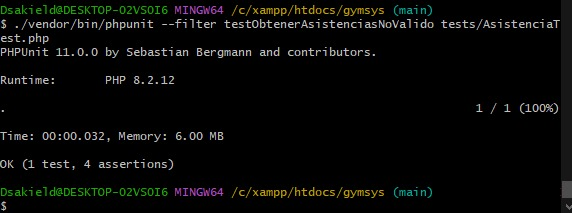 Dsakield@DESKTOP-O2VSOI6 MINGW64 /c/xampp/htdocs/gymsys (main)
$ ./vendor/bin/phpunit --filter testObtenerAsistenciasNoValido tests/AsistenciaT
est.php
PHPUnit 11.0.0 by Sebastian Bergmann and contributors.
Runtime:       PHP 8.2.12
.                                                                   1 / 1 (100%)
Time: 00:00.032, Memory: 6.00 MB
OK (1 test, 4 assertions)
Dsakield@DESKTOP-O2VSOI6 MINGW64 /c/xampp/htdocs/gymsys (main)
$